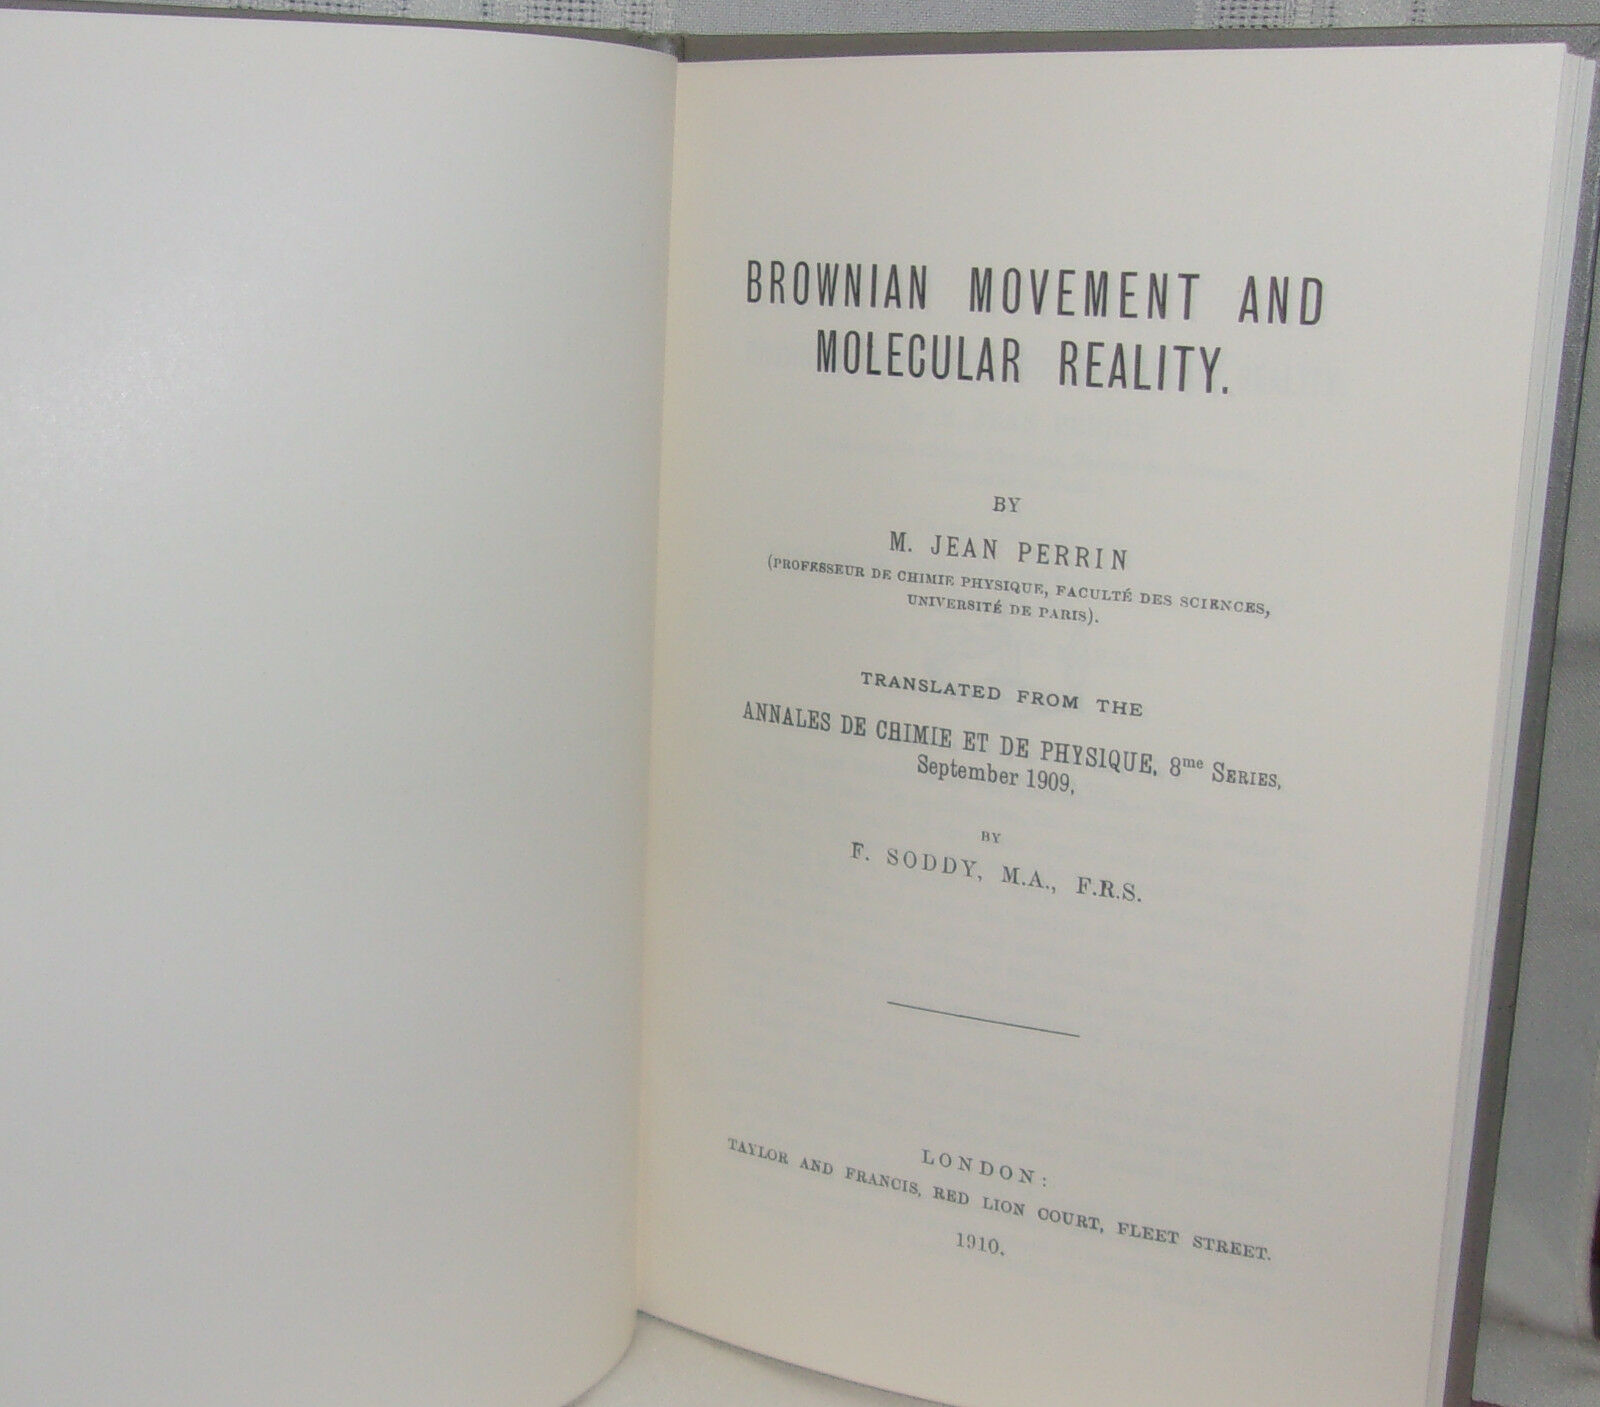 BROWNIAN MOVEMENT AND
MOLECULAR REALITY.
BY
M. JEAN PERRIN
(PROFESSEUR DE CHIMIE PHYSIQUE, FACULTÉ DES SCIENCES,
UNIVERSITÉ DE PARIS).
TRANSLATED FROM THE
ANNALES DE CHIMIE ET DE PHYSIQUE, 8me SERIES,
September 1909,
BY
F. SODDY, M.A., F.R.S.
LONDON:
TAYLOR AND FRANCIS, RED LION COURT, FLEET STREET.
1910.